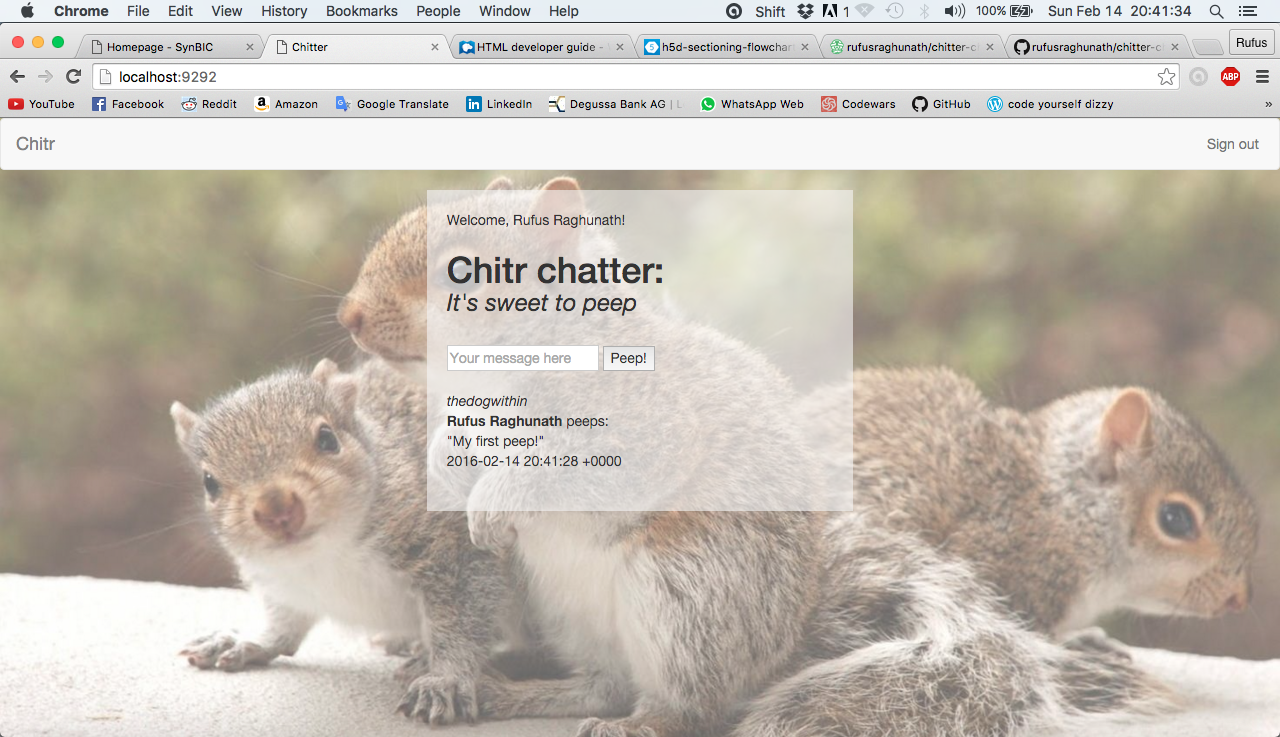 Chrome File Edit View History Bookmarks People Window Help Shift 1 100% Sun Feb 14 20:41:34
Homepage - SynBIC Chitter HTML developer guide - h5d-sectioning-flowchart rufusraghunath/chitter-c rufusraghunath/chitter-c Rufus
localhost:9292 ABP
YouTube Facebook Reddit Amazon Google Translate LinkedIn Degussa Bank AG | WhatsApp Web Codewars GitHub code yourself dizzy »
Chitr Sign out
Welcome, Rufus Raghunath!
Chitr chatter:
It's sweet to peep
Your message here Peep!
thedogwithin
Rufus Raghunath peeps:
"My first peep!"
2016-02-14 20:41:28 +0000